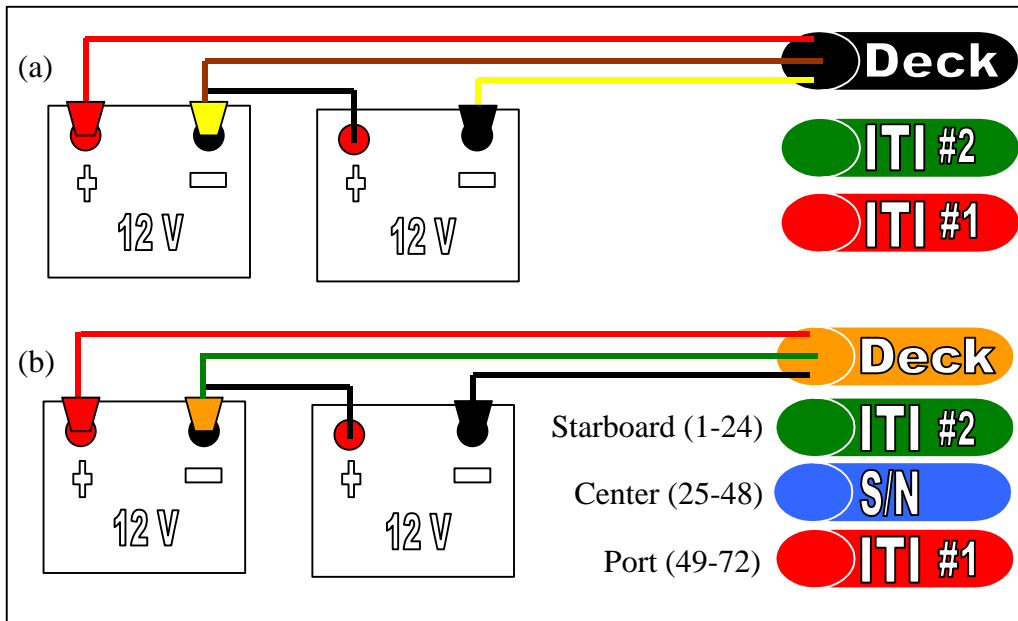 (a)
Deck
ITI #2
ITI #1
+ − + −
12 V 12 V
(b)
Deck
Starboard (1-24) ITI #2
Center (25-48) S/N
Port (49-72) ITI #1
+ − + −
12 V 12 V